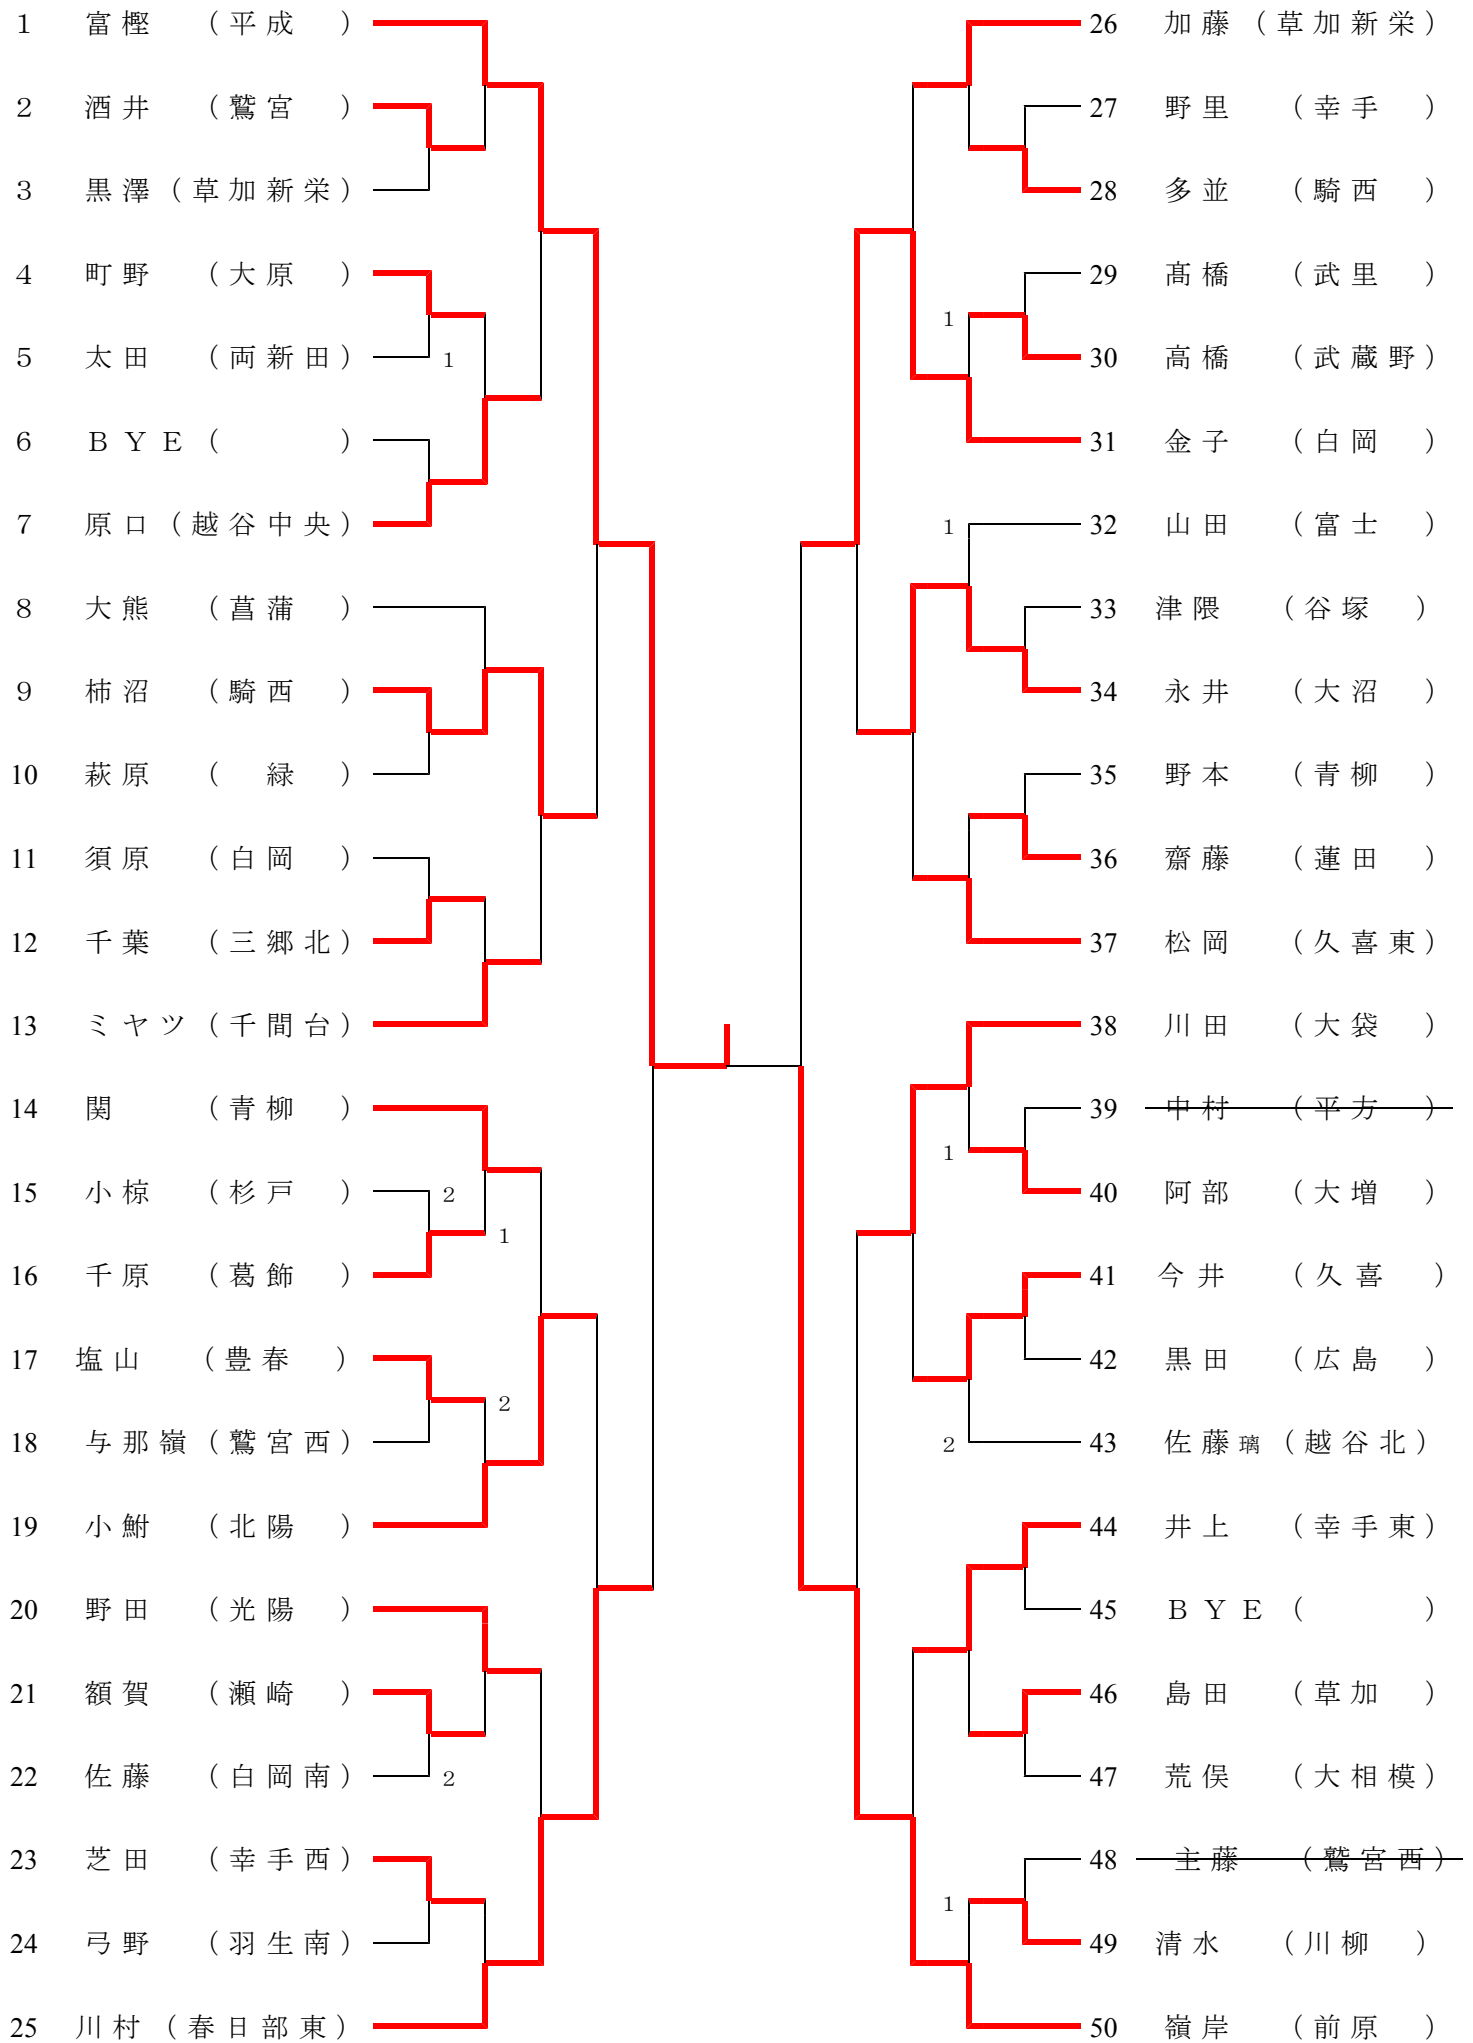 1 富樫 (平成)
2 酒井 (鷲宮)
3 黒澤 (草加新栄)
4 町野 (大原)
5 太田 (両新田)
1
6 BYE ( )
7 原口 (越谷中央)
8 大熊 (菖蒲)
9 柿沼 (騎西)
10 萩原 (緑)
11 須原 (白岡)
12 千葉 (三郷北)
13 ミヤツ (千間台)
14 関 (青柳)
15 小椋 (杉戸)
2
1
16 千原 (葛飾)
17 塩山 (豊春)
2
18 与那嶺 (鷲宮西)
19 小鮒 (北陽)
20 野田 (光陽)
21 額賀 (瀬崎)
22 佐藤 (白岡南)
2
23 芝田 (幸手西)
24 弓野 (羽生南)
25 川村 (春日部東)
26 加藤 (草加新栄)
27 野里 (幸手)
28 多並 (騎西)
29 髙橋 (武里)
1
30 高橋 (武蔵野)
31 金子 (白岡)
1
32 山田 (富士)
33 津隈 (谷塚)
34 永井 (大沼)
35 野本 (青柳)
36 齋藤 (蓮田)
37 松岡 (久喜東)
38 川田 (大袋)
39 中村 (平方)
1
40 阿部 (大増)
41 今井 (久喜)
42 黒田 (広島)
2
43 佐藤璃 (越谷北)
44 井上 (幸手東)
45 BYE ( )
46 島田 (草加)
47 荒俣 (大相模)
48 主藤 (鷲宮西)
1
49 清水 (川柳)
50 嶺岸 (前原)